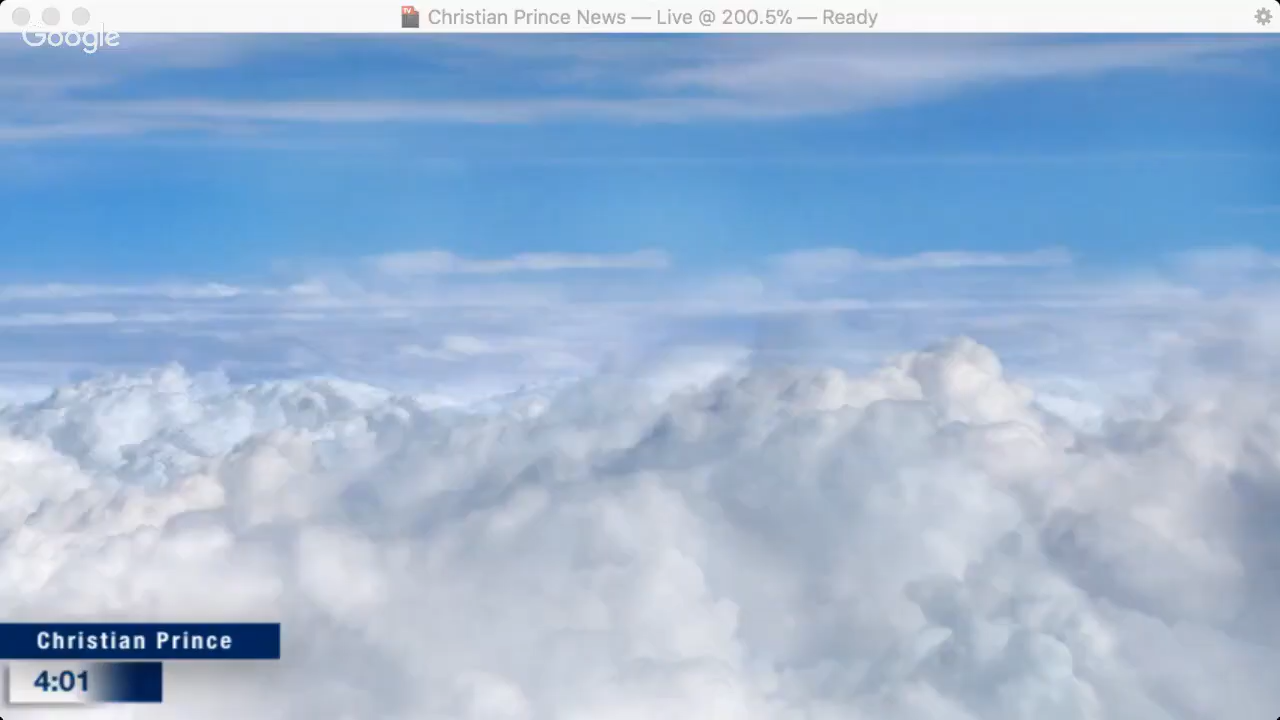 Christian Prince News — Live @ 200.5% — Ready
Google
Christian Prince
4:01